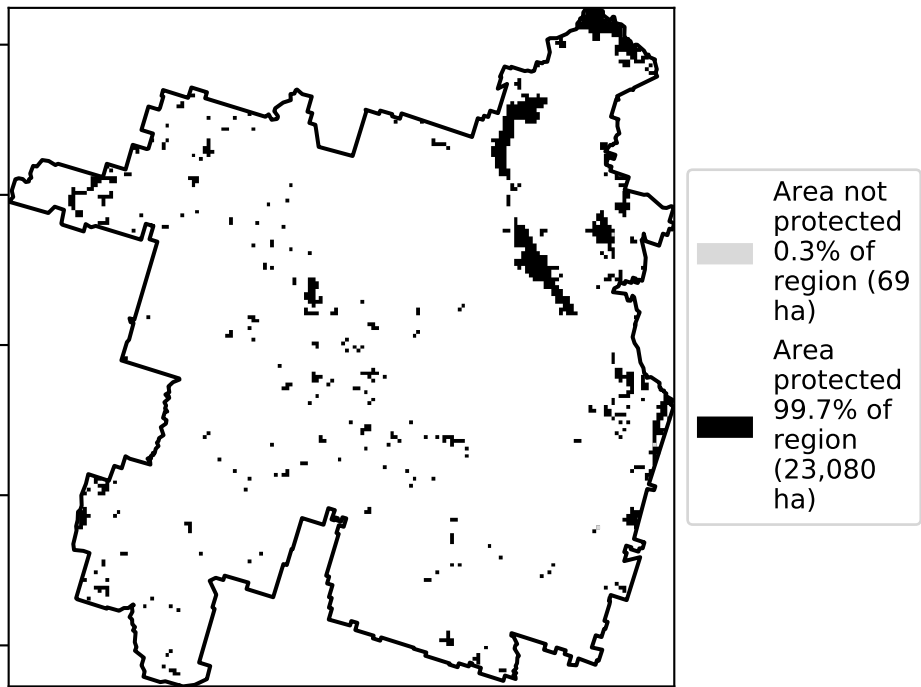 Area not
protected
0.3% of
region (69
ha)
Area
protected
99.7% of
region
(23,080
ha)